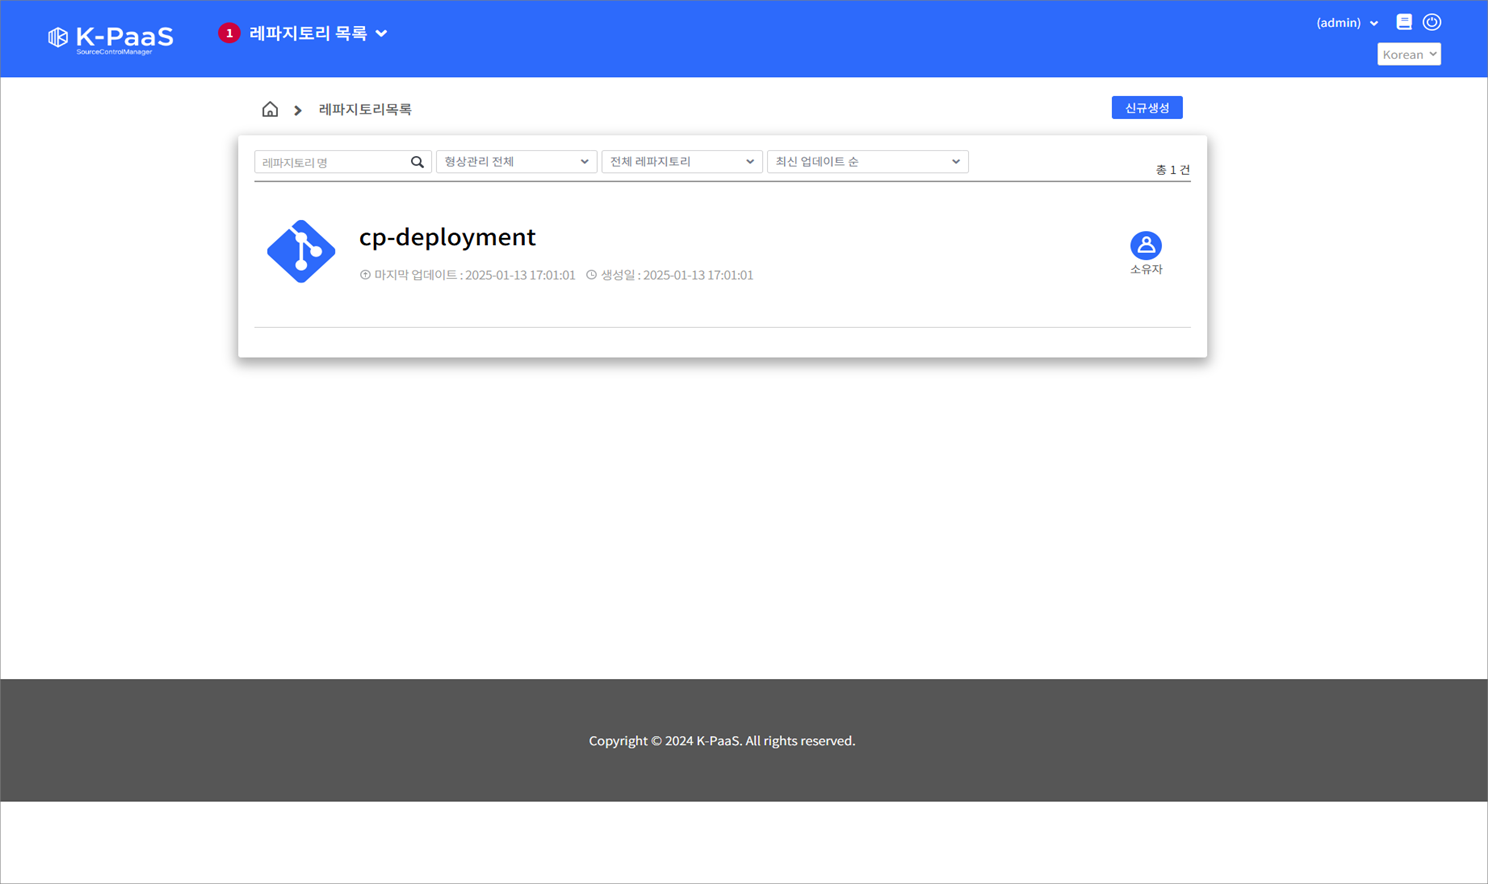 K-PaaS
SourceControlManager
1 레파지토리 목록
(admin)
Korean
레파지토리목록
신규생성
레파지토리 명
형상관리 전체
전체 레파지토리
최신 업데이트 순
총 1 건
cp-deployment
마지막 업데이트 : 2025-01-13 17:01:01 생성일 : 2025-01-13 17:01:01
소유자
Copyright © 2024 K-PaaS. All rights reserved.